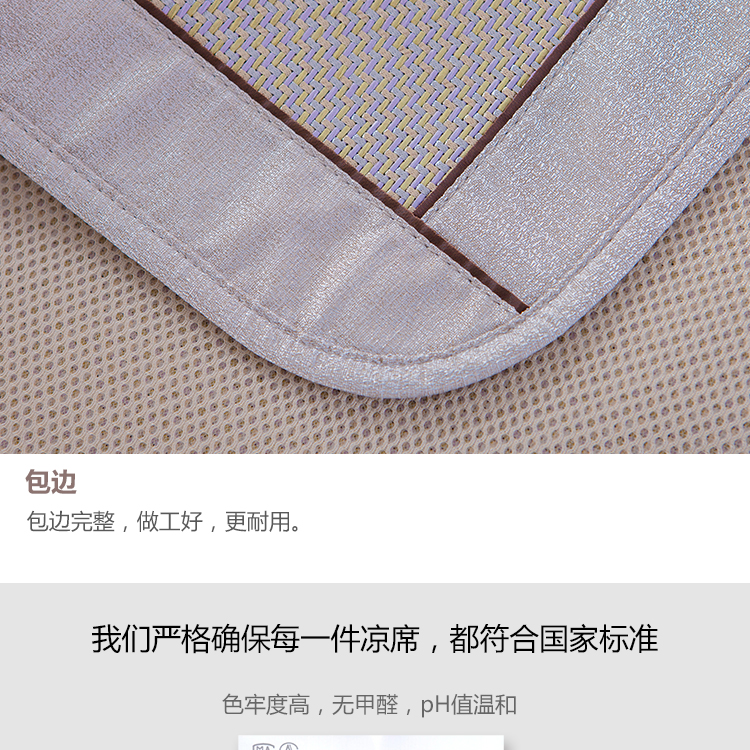 包边
包边完整，做工好，更耐用。
我们严格确保每一件凉席，都符合国家标准
色牢度高，无甲醛，pH值温和